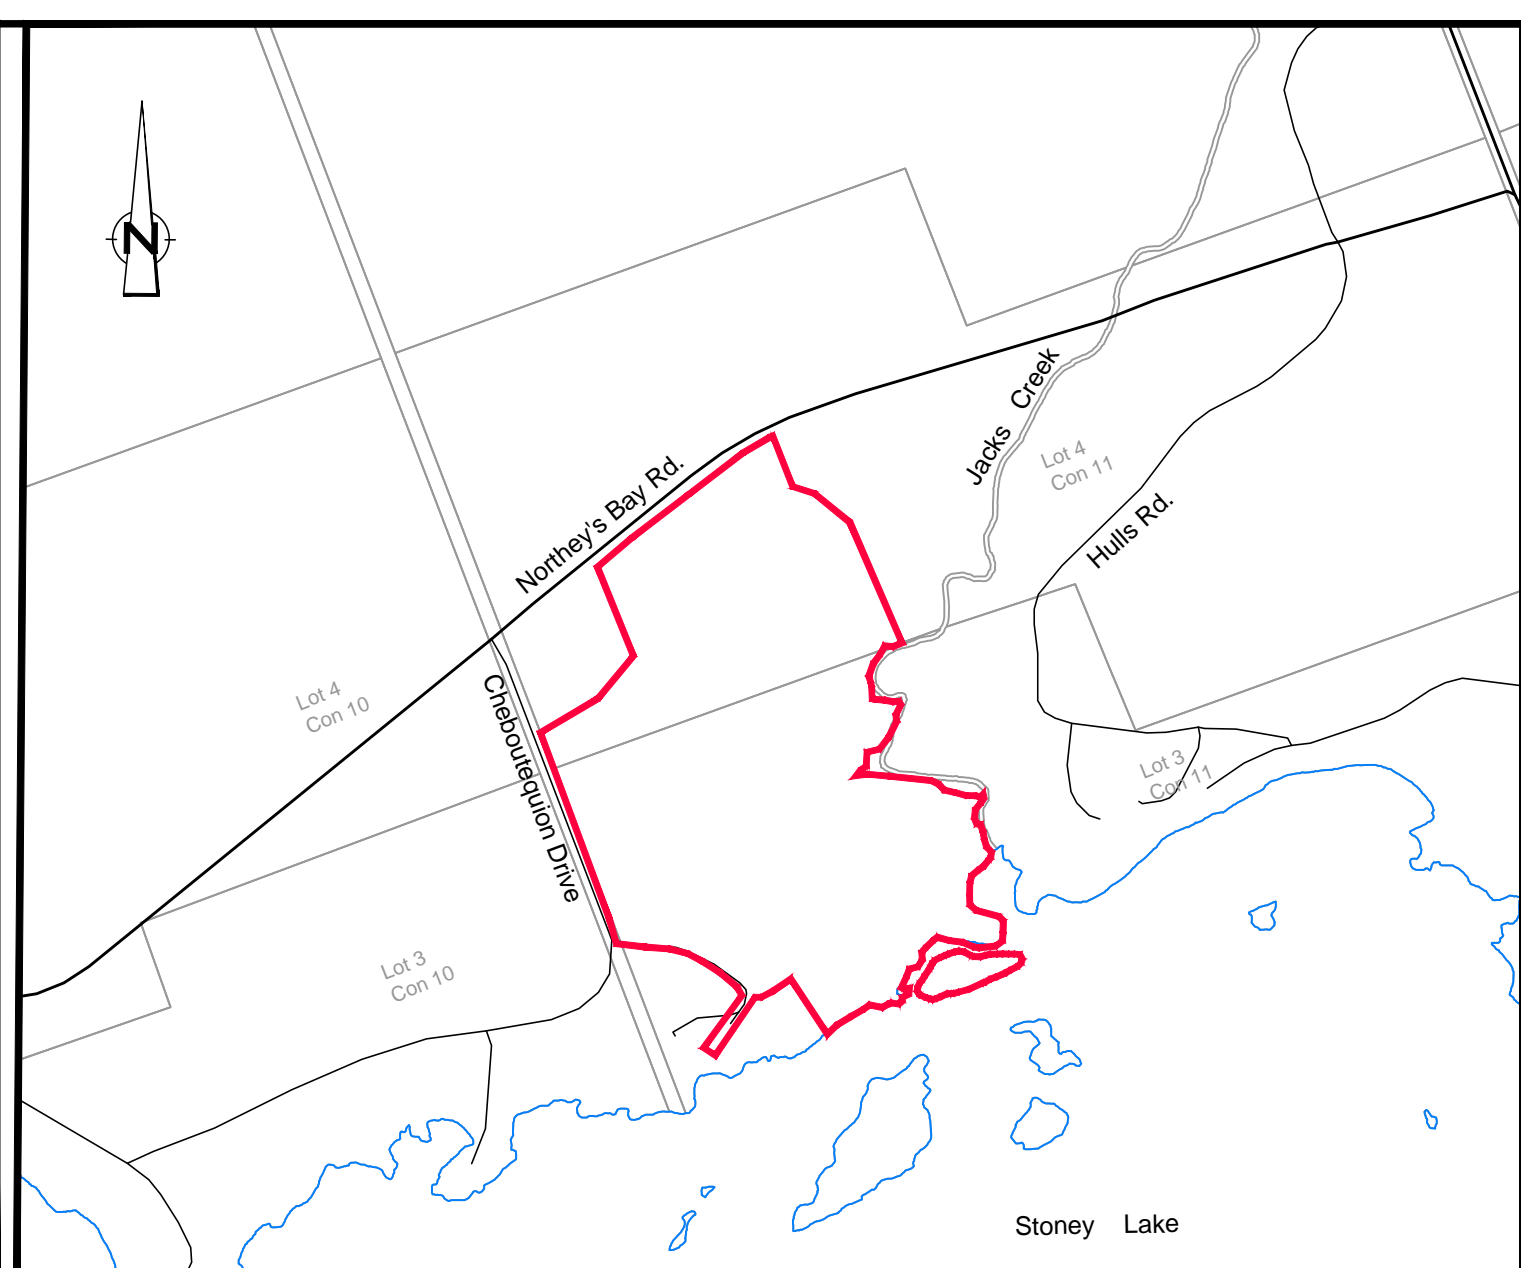 N
Jacks Creek
Lot 4
Con 11
Northey's Bay Rd.
Hulls Rd.
Lot 4
Con 10
Cheboutequion Drive
Lot 3
Con 11
Lot 3
Con 10
Stoney Lake